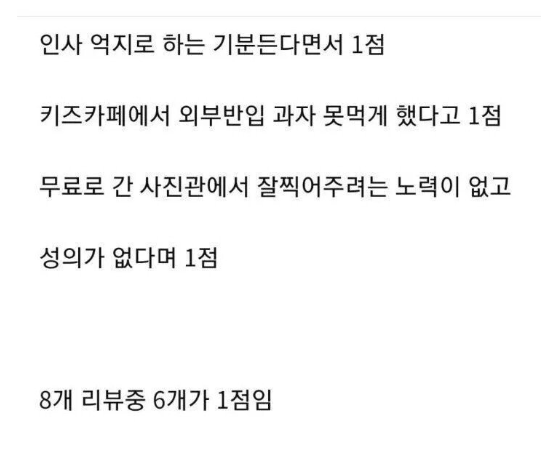 인사 억지로 하는 기분든다면서 1점
키즈카페에서 외부반입 과자 못먹게 했다고 1점
무료로 간 사진관에서 잘찍어주려는 노력이 없고
성의가 없다며 1점
8개 리뷰중 6개가 1점임